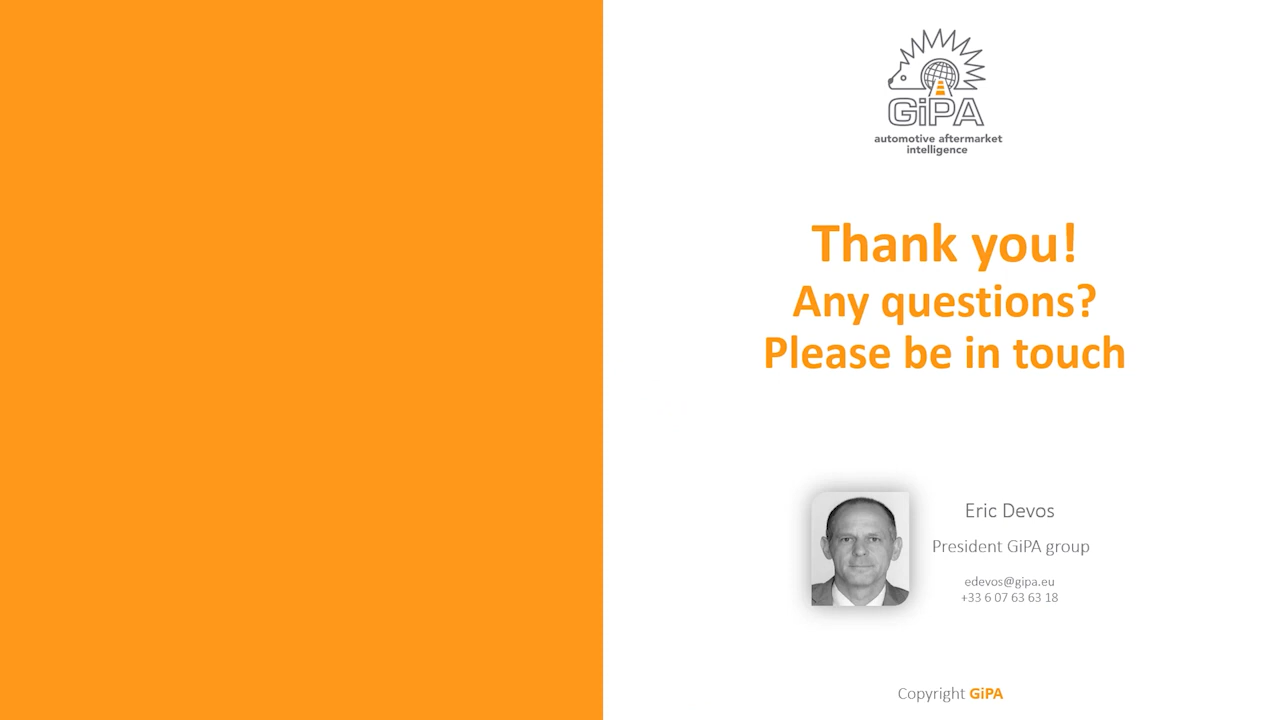 GiPA
automotive aftermarket
intelligence
Thank you!
Any questions?
Please be in touch
Eric Devos
President GiPA group
edevos@gipa.eu
+33 6 07 63 63 18
Copyright GiPA